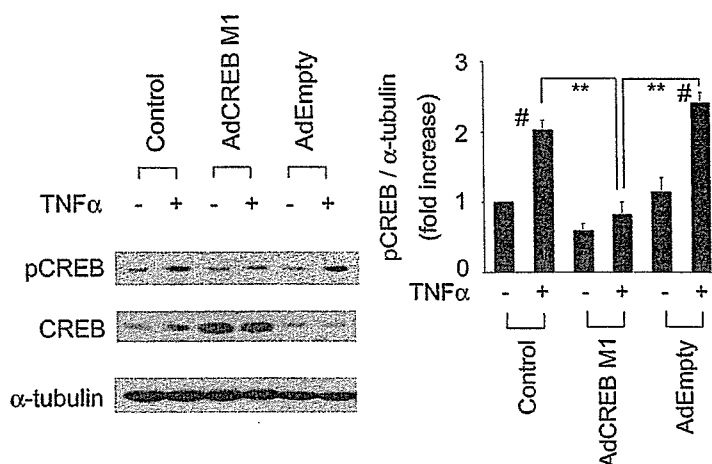 Control
AdCREB M1
AdEmpty
TNFα - + - + - +
pCREB
CREB
α-tubulin
pCREB / α-tubulin
(fold increase)
3
2
1
0
#
**
**
#
TNFα - + - + - +
Control
AdCREB M1
AdEmpty